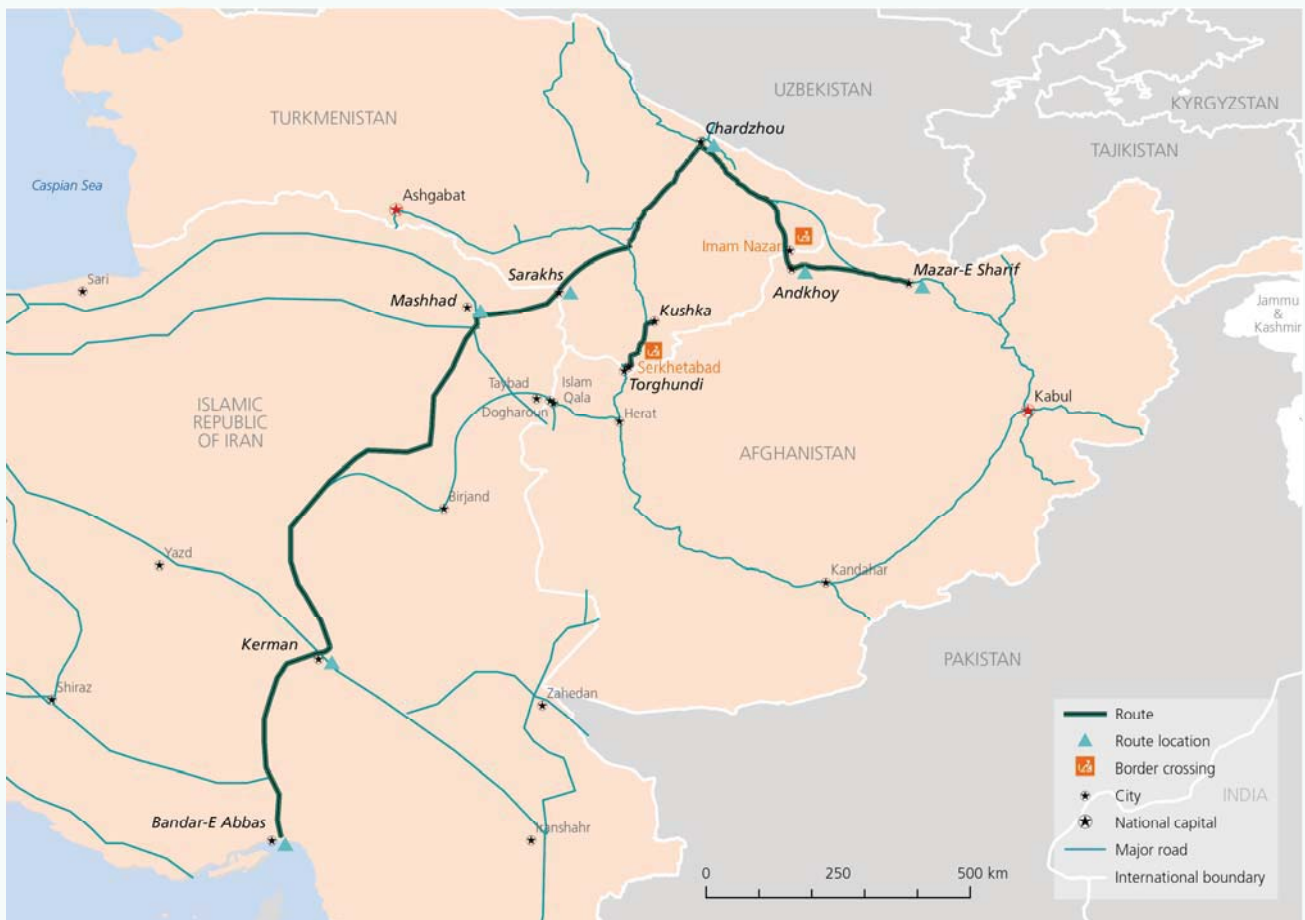 UZBEKISTAN
KYRGYZSTAN
TURKMENISTAN
Chardzhou
TAJIKISTAN
Caspian Sea
Ashgabat
Imam Nazar
Sari
Sarakhs
Mazar-E Sharif
Mashhad
Andkhoy
Jammu
&
Kashmir
Kushka
Serkhetabad
Torghundi
Taybad
Islam
Qala
Dogharoun
Herat
Kabul
ISLAMIC
REPUBLIC
OF IRAN
AFGHANISTAN
Birjand
Yazd
Kandahar
Kerman
PAKISTAN
Shiraz
Zahedan
Bandar-E Abbas
Iranshahr
INDIA
0 250 500 km
Route
Route location
Border crossing
City
National capital
Major road
International boundary